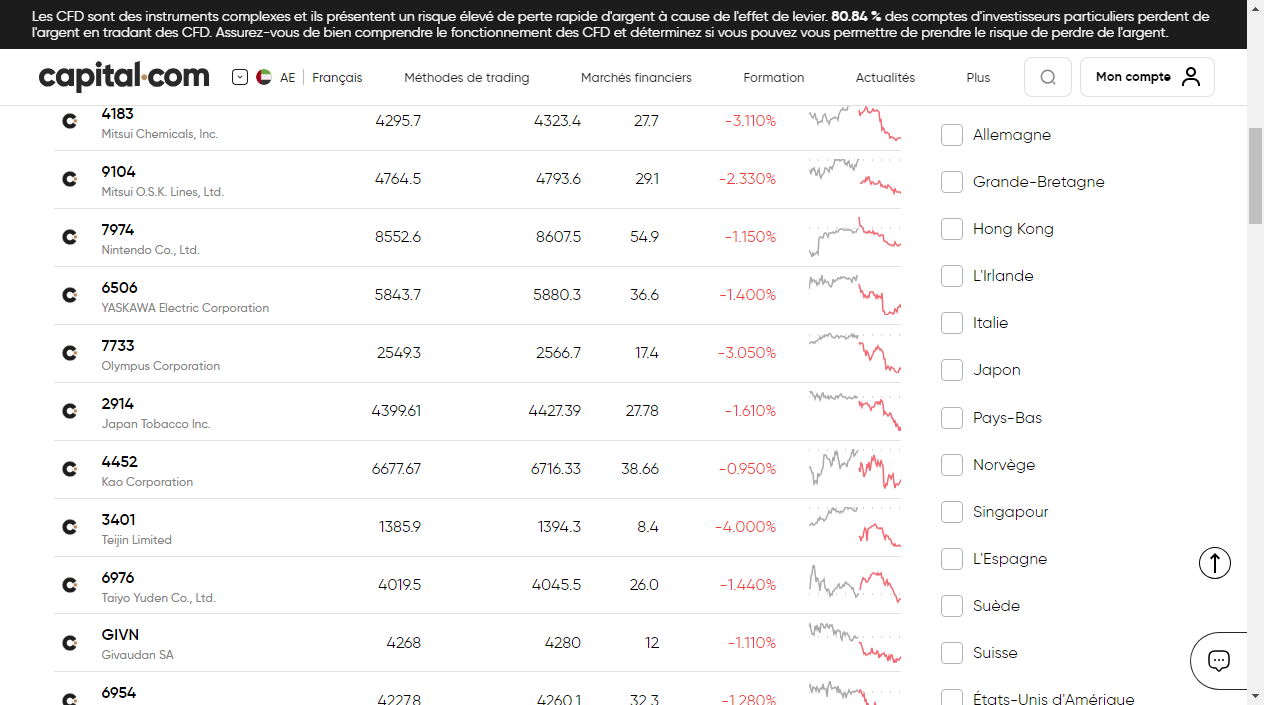 Les CFD sont des instruments complexes et ils présentent un risque élevé de perte rapide d'argent à cause de l'effet de levier. 80.84 % des comptes d'investisseurs particuliers perdent de
l'argent en tradant des CFD. Assurez-vous de bien comprendre le fonctionnement des CFD et déterminez si vous pouvez vous permettre de prendre le risque de perdre de l'argent.
capital.com AE Français Méthodes de trading Marchés financiers Formation Actualités Plus Mon compte
4183 4295.7 4323.4 27.7 -3.110%
Mitsui Chemicals, Inc.
9104 4764.5 4793.6 29.1 -2.330%
Mitsui O.S.K. Lines, Ltd.
7974 8552.6 8607.5 54.9 -1.150%
Nintendo Co., Ltd.
6506 5843.7 5880.3 36.6 -1.400%
YASKAWA Electric Corporation
7733 2549.3 2566.7 17.4 -3.050%
Olympus Corporation
2914 4399.61 4427.39 27.78 -1.610%
Japan Tobacco Inc.
4452 6677.67 6716.33 38.66 -0.950%
Kao Corporation
3401 1385.9 1394.3 8.4 -4.000%
Teijin Limited
6976 4019.5 4045.5 26.0 -1.440%
Taiyo Yuden Co., Ltd.
GIVN 4268 4280 12 -1.110%
Givaudan SA
6954 4227.8 4260.1 32.3 -1.280%
Allemagne
Grande-Bretagne
Hong Kong
L'Irlande
Italie
Japon
Pays-Bas
Norvège
Singapour
L'Espagne
Suède
Suisse
États-Unis d'Amérique